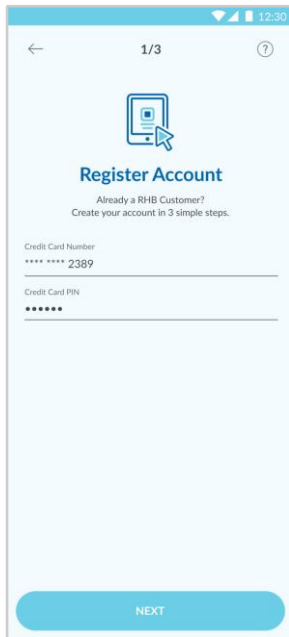 12:30
1/3
?
Register Account
Already a RHB Customer?
Create your account in 3 simple steps.
Credit Card Number
**** **** 2389
Credit Card PIN
••••••
NEXT